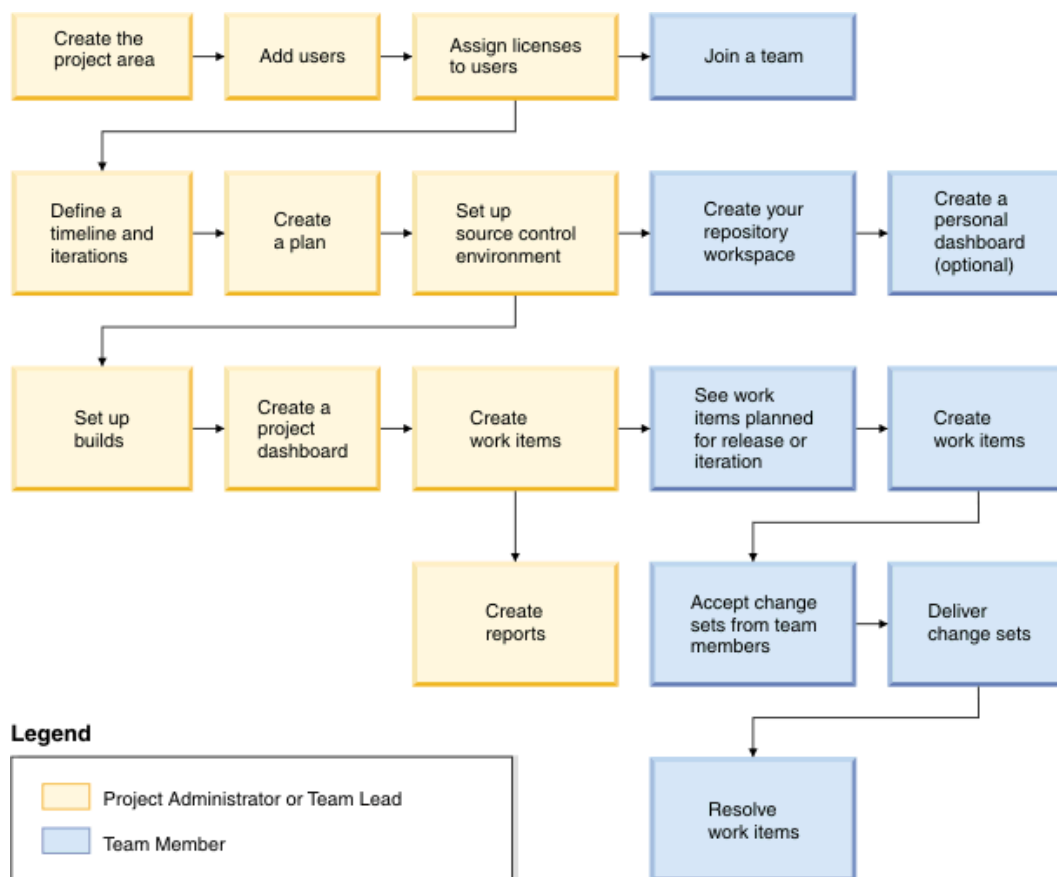 Create the
project area
Add users
Assign licenses
to users
Join a team
Define a
timeline and
iterations
Create
a plan
Set up
source control
environment
Create your
repository
workspace
Create a
personal
dashboard
(optional)
Set up
builds
Create a
project
dashboard
Create
work items
See work
items planned
for release or
iteration
Create
work items
Create
reports
Accept change
sets from team
members
Deliver
change sets
Resolve
work items
Legend
Project Administrator or Team Lead
Team Member